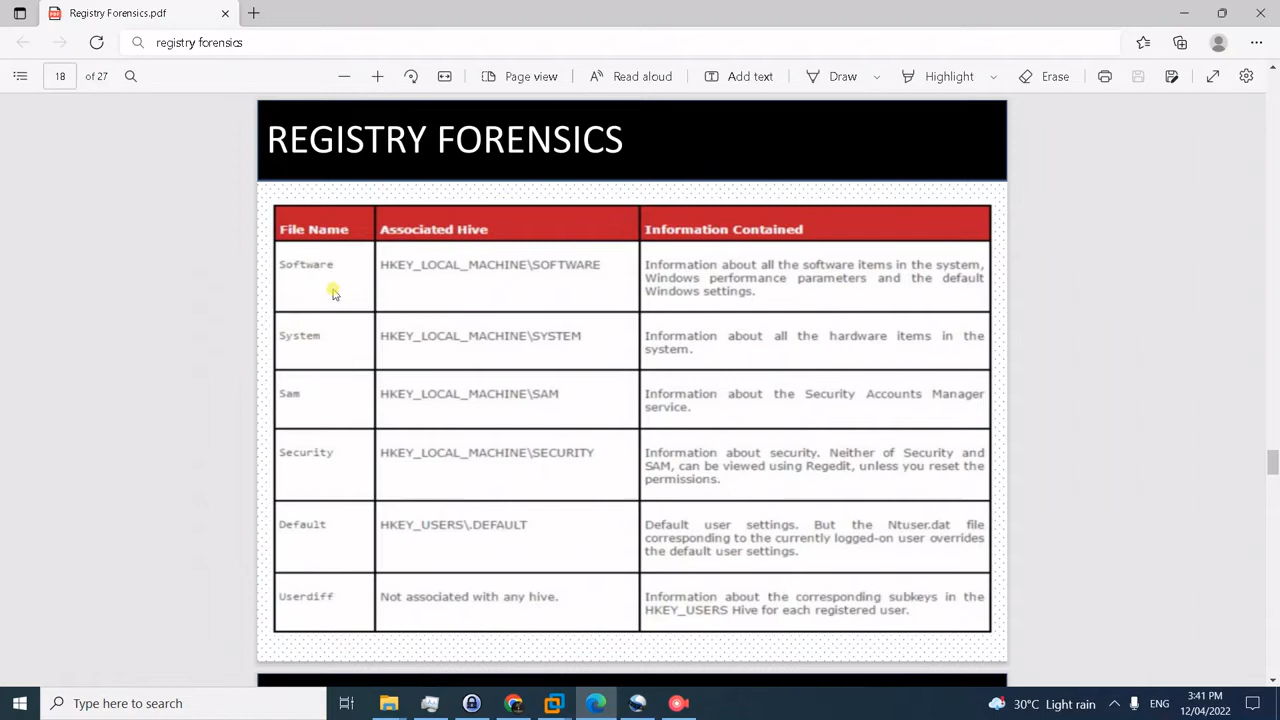 Registry Forensics.pdf
registry forensics
18 of 27
Page view
Read aloud
Add text
Draw
Highlight
Erase
REGISTRY FORENSICS
File Name
Associated Hive
Information Contained
Software
HKEY_LOCAL_MACHINE\SOFTWARE
Information about all the software items in the system,
Windows performance parameters and the default
Windows settings.
System
HKEY_LOCAL_MACHINE\SYSTEM
Information about all the hardware items in the
system.
Sam
HKEY_LOCAL_MACHINE\SAM
Information about the Security Accounts Manager
service.
Security
HKEY_LOCAL_MACHINE\SECURITY
Information about security. Neither of Security and
SAM, can be viewed using Regedit, unless you reset the
permissions.
Default
HKEY_USERS\.DEFAULT
Default user settings. But the Ntuser.dat file
corresponding to the currently logged-on user overrides
the default user settings.
Userdiff
Not associated with any hive.
Information about the corresponding subkeys in the
HKEY_USERS Hive for each registered user.
Type here to search
30°C Light rain
ENG
3:41 PM
12/04/2022